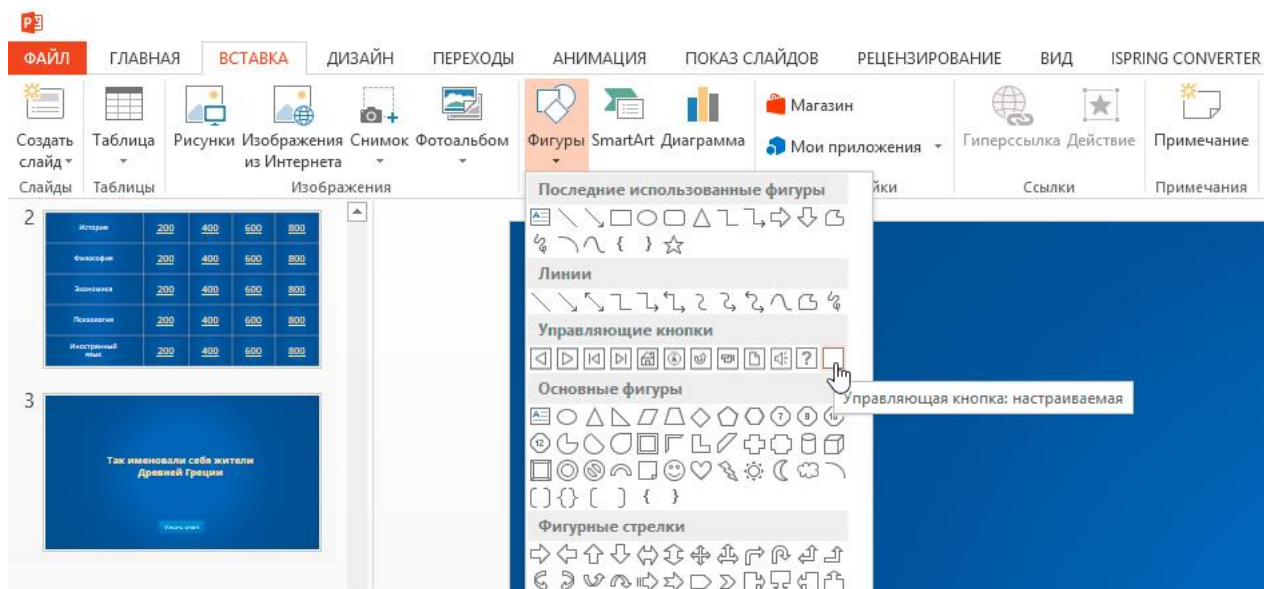 ФАЙЛ ГЛАВНАЯ ВСТАВКА ДИЗАЙН ПЕРЕХОДЫ АНИМАЦИЯ ПОКАЗ СЛАЙДОВ РЕЦЕНЗИРОВАНИЕ ВИД ISPRING CONVERTER
Создать слайд
Таблица
Рисунки
Изображения из Интернета
Снимок
Фотоальбом
Фигуры
SmartArt
Диаграмма
Магазин
Мои приложения
Гиперссылка
Действие
Примечание
Слайды Таблицы Изображения йки Ссылки Примечания
2
История 200 400 600 800
Философия 200 400 600 800
Экономика 200 400 600 800
Психология 200 400 600 800
Иностранный язык 200 400 600 800
3
Так именовали себя жители
Древней Греции
Узнать ответ
Последние использованные фигуры
Линии
Управляющие кнопки
Управляющая кнопка: настраиваемая
Основные фигуры
Фигурные стрелки